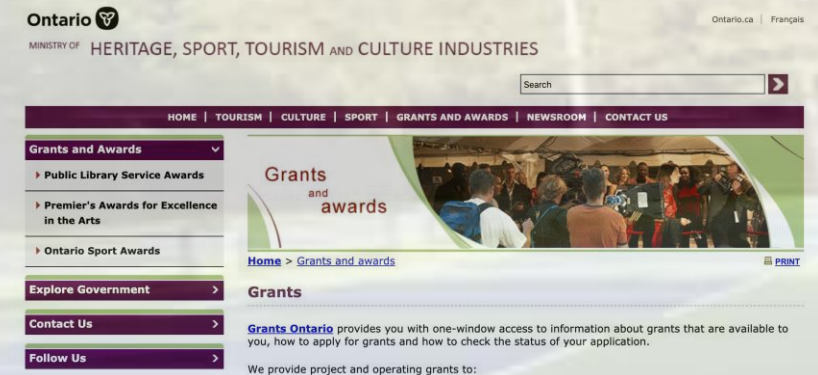 Ontario
Ontario.ca | Français
MINISTRY OF HERITAGE, SPORT, TOURISM AND CULTURE INDUSTRIES
Search
HOME | TOURISM | CULTURE | SPORT | GRANTS AND AWARDS | NEWSROOM | CONTACT US
Grants and Awards
Public Library Service Awards
Premier's Awards for Excellence
in the Arts
Ontario Sport Awards
Explore Government
Contact Us
Follow Us
Grants
and
awards
Home > Grants and awards
PRINT
Grants
Grants Ontario provides you with one-window access to information about grants that are available to
you, how to apply for grants and how to check the status of your application.
We provide project and operating grants to: